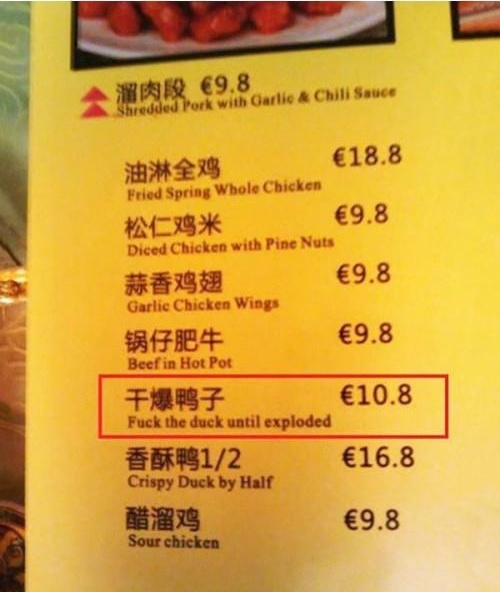 溜肉段 €9.8
Shredded Pork with Garlic & Chili Sauce
油淋全鸡 €18.8
Fried Spring Whole Chicken
松仁鸡米 €9.8
Diced Chicken with Pine Nuts
蒜香鸡翅 €9.8
Garlic Chicken Wings
锅仔肥牛 €9.8
Beef in Hot Pot
干爆鸭子 €10.8
Fuck the duck until exploded
香酥鸭1/2 €16.8
Crispy Duck by Half
醋溜鸡 €9.8
Sour chicken